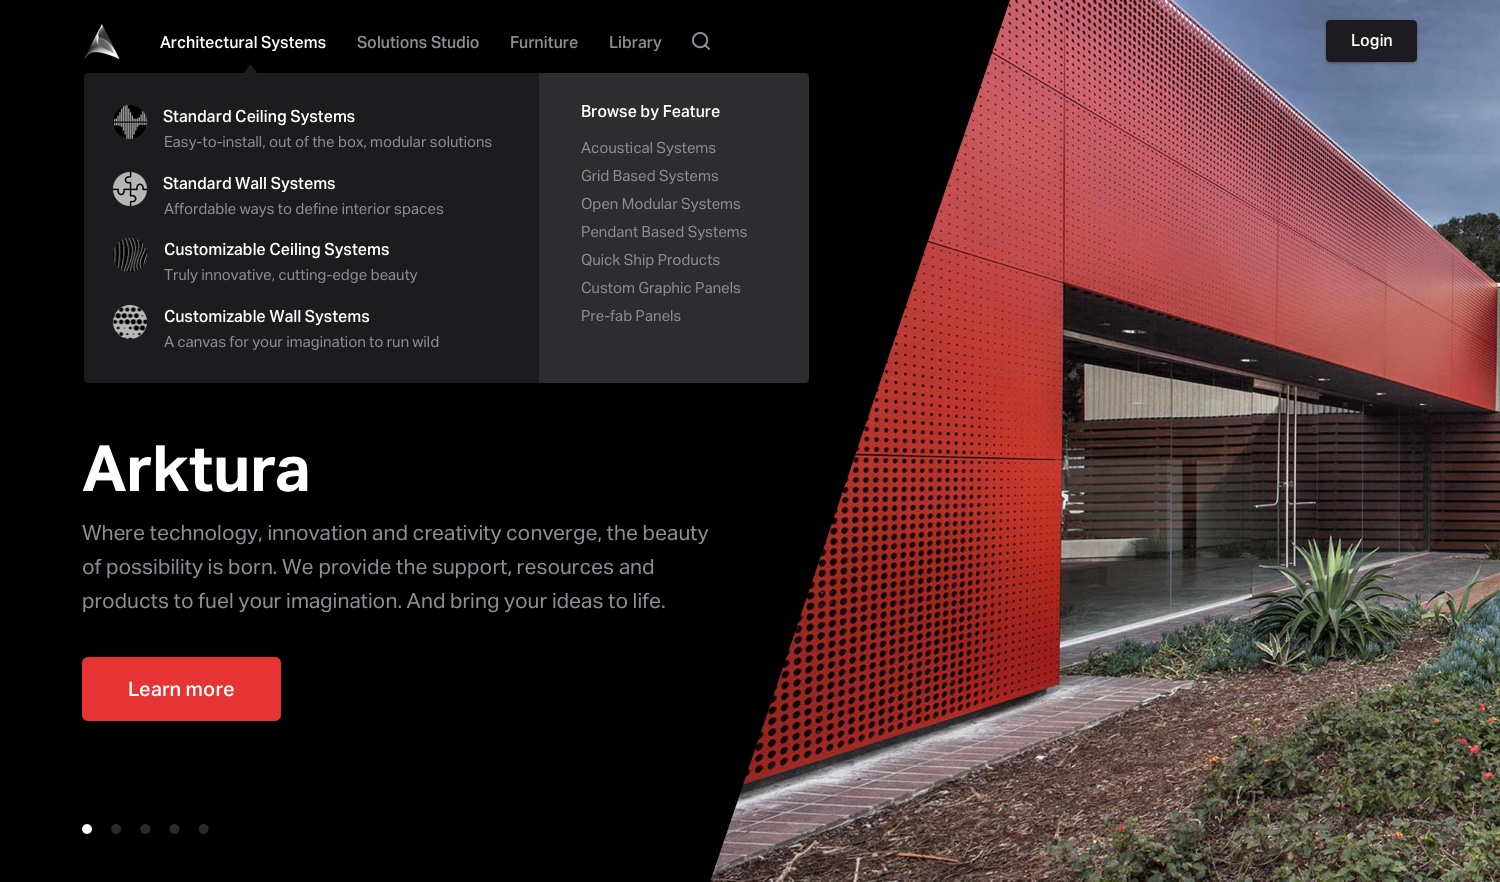 Architectural Systems
Solutions Studio
Furniture
Library
Login
Standard Ceiling Systems
Easy-to-install, out of the box, modular solutions
Standard Wall Systems
Affordable ways to define interior spaces
Customizable Ceiling Systems
Truly innovative, cutting-edge beauty
Customizable Wall Systems
A canvas for your imagination to run wild
Browse by Feature
Acoustical Systems
Grid Based Systems
Open Modular Systems
Pendant Based Systems
Quick Ship Products
Custom Graphic Panels
Pre-fab Panels
Arktura
Where technology, innovation and creativity converge, the beauty
of possibility is born. We provide the support, resources and
products to fuel your imagination. And bring your ideas to life.
Learn more